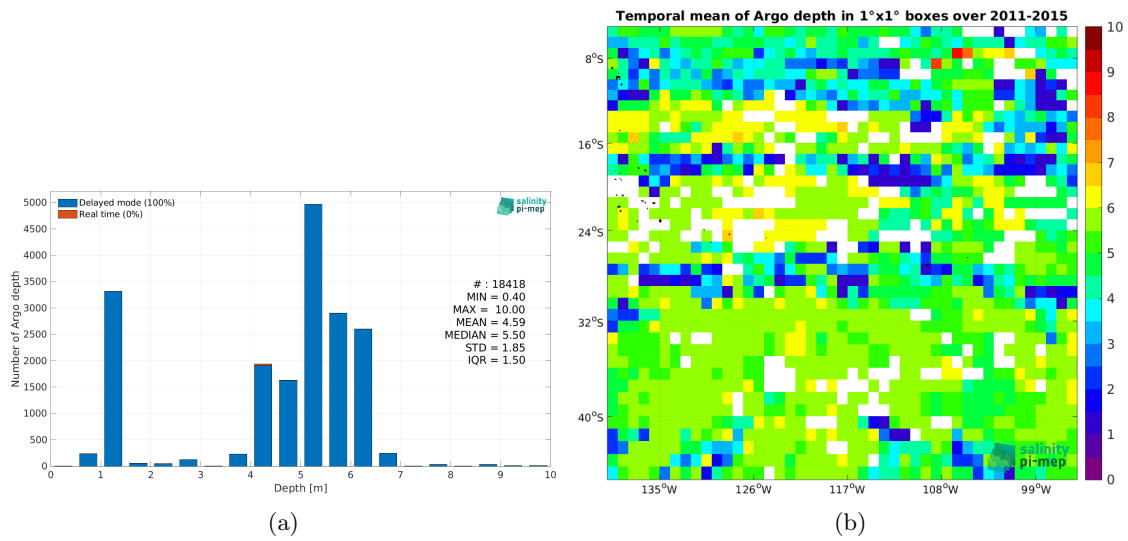 Temporal mean of Argo depth in 1°x1° boxes over 2011-2015
Delayed mode (100%)
Real time (0%)
salinity
pi-mep
Number of Argo depth
5000
4500
4000
3500
3000
2500
2000
1500
1000
500
0
# : 18418
MIN = 0.40
MAX = 10.00
MEAN = 4.59
MEDIAN = 5.50
STD = 1.85
IQR = 1.50
0 1 2 3 4 5 6 7 8 9 10
Depth [m]
(a)
8°S
16°S
24°S
32°S
40°S
135°W 126°W 117°W 108°W 99°W
salinity
pi-mep
10
9
8
7
6
5
4
3
2
1
0
(b)